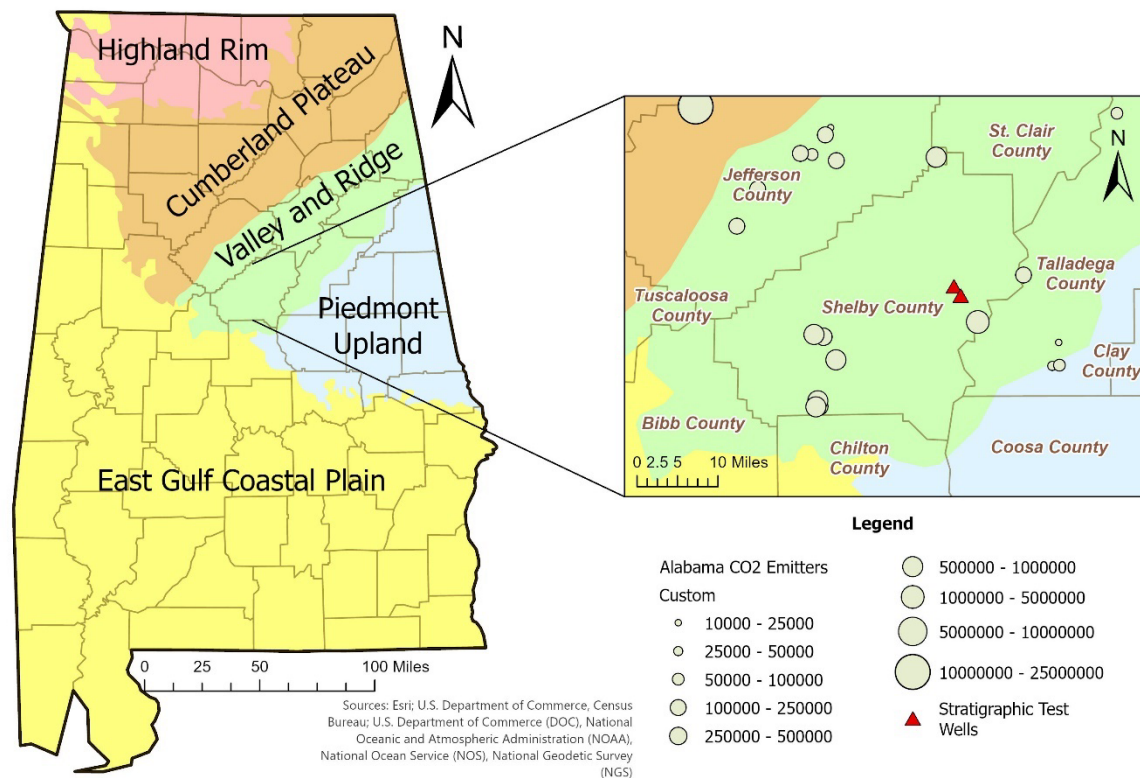 Highland Rim
Cumberland Plateau
Valley and Ridge
Piedmont
Upland
East Gulf Coastal Plain
N
0 25 50 100 Miles
Sources: Esri; U.S. Department of Commerce, Census
Bureau; U.S. Department of Commerce (DOC), National
Oceanic and Atmospheric Administration (NOAA),
National Ocean Service (NOS), National Geodetic Survey
(NGS)
St. Clair
County
N
Jefferson
County
Talladega
County
Tuscaloosa
County
Shelby County
Clay
County
Bibb County
Chilton
County
Coosa County
0 2.5 5 10 Miles
Legend
Alabama CO2 Emitters
Custom
10000 - 25000
25000 - 50000
50000 - 100000
100000 - 250000
250000 - 500000
500000 - 1000000
1000000 - 5000000
5000000 - 10000000
10000000 - 25000000
Stratigraphic Test
Wells